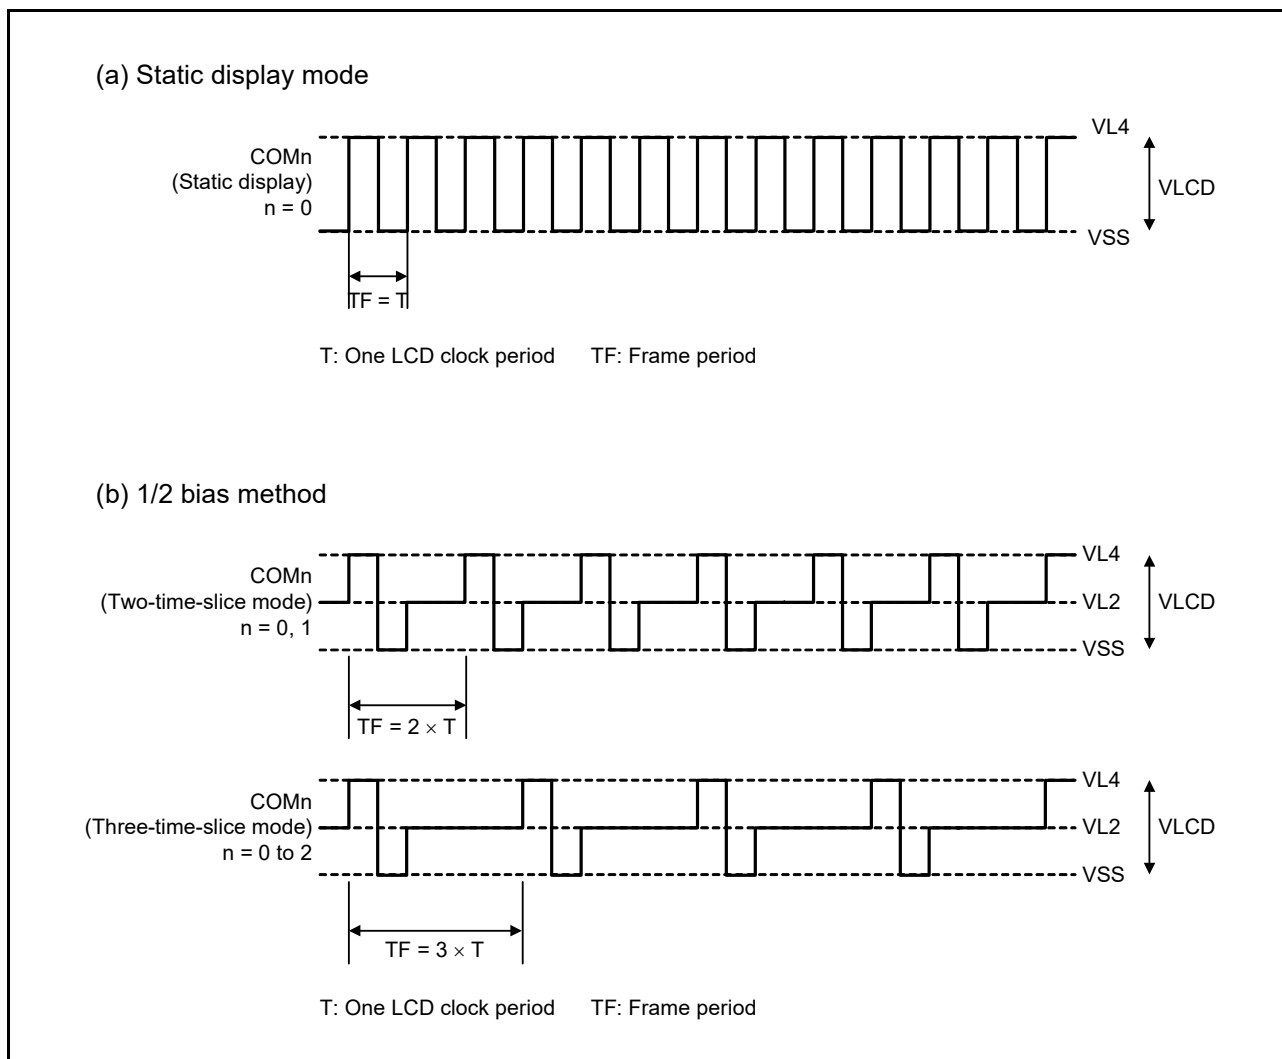 (a) Static display mode
VL4
COMn
(Static display)
n = 0
VLCD
VSS
TF = T
T: One LCD clock period TF: Frame period
(b) 1/2 bias method
VL4
COMn
(Two-time-slice mode)
n = 0, 1
VL2
VLCD
VSS
TF = 2 × T
VL4
COMn
(Three-time-slice mode)
n = 0 to 2
VL2
VLCD
VSS
TF = 3 × T
T: One LCD clock period TF: Frame period